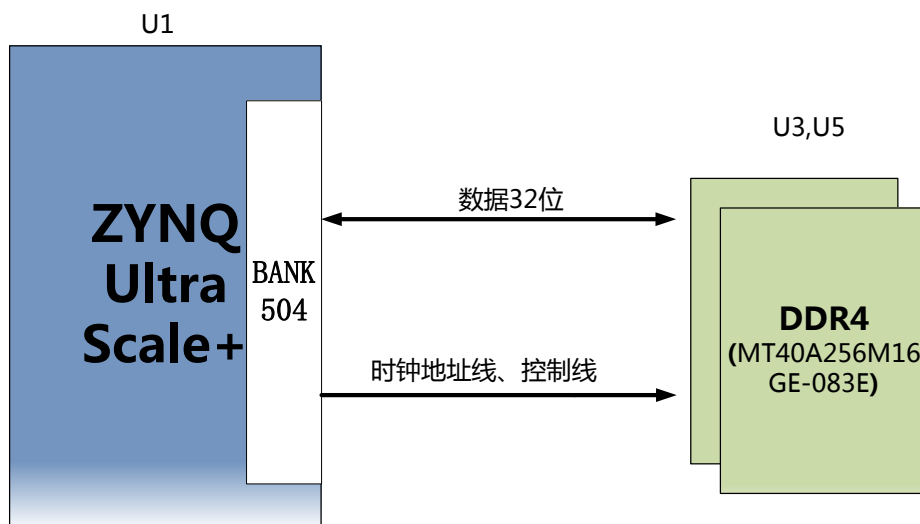 U1
U3,U5
ZYNQ
Ultra
Scale+
BANK
504
数据32位
时钟地址线、控制线
DDR4
(MT40A256M16
GE-083E)